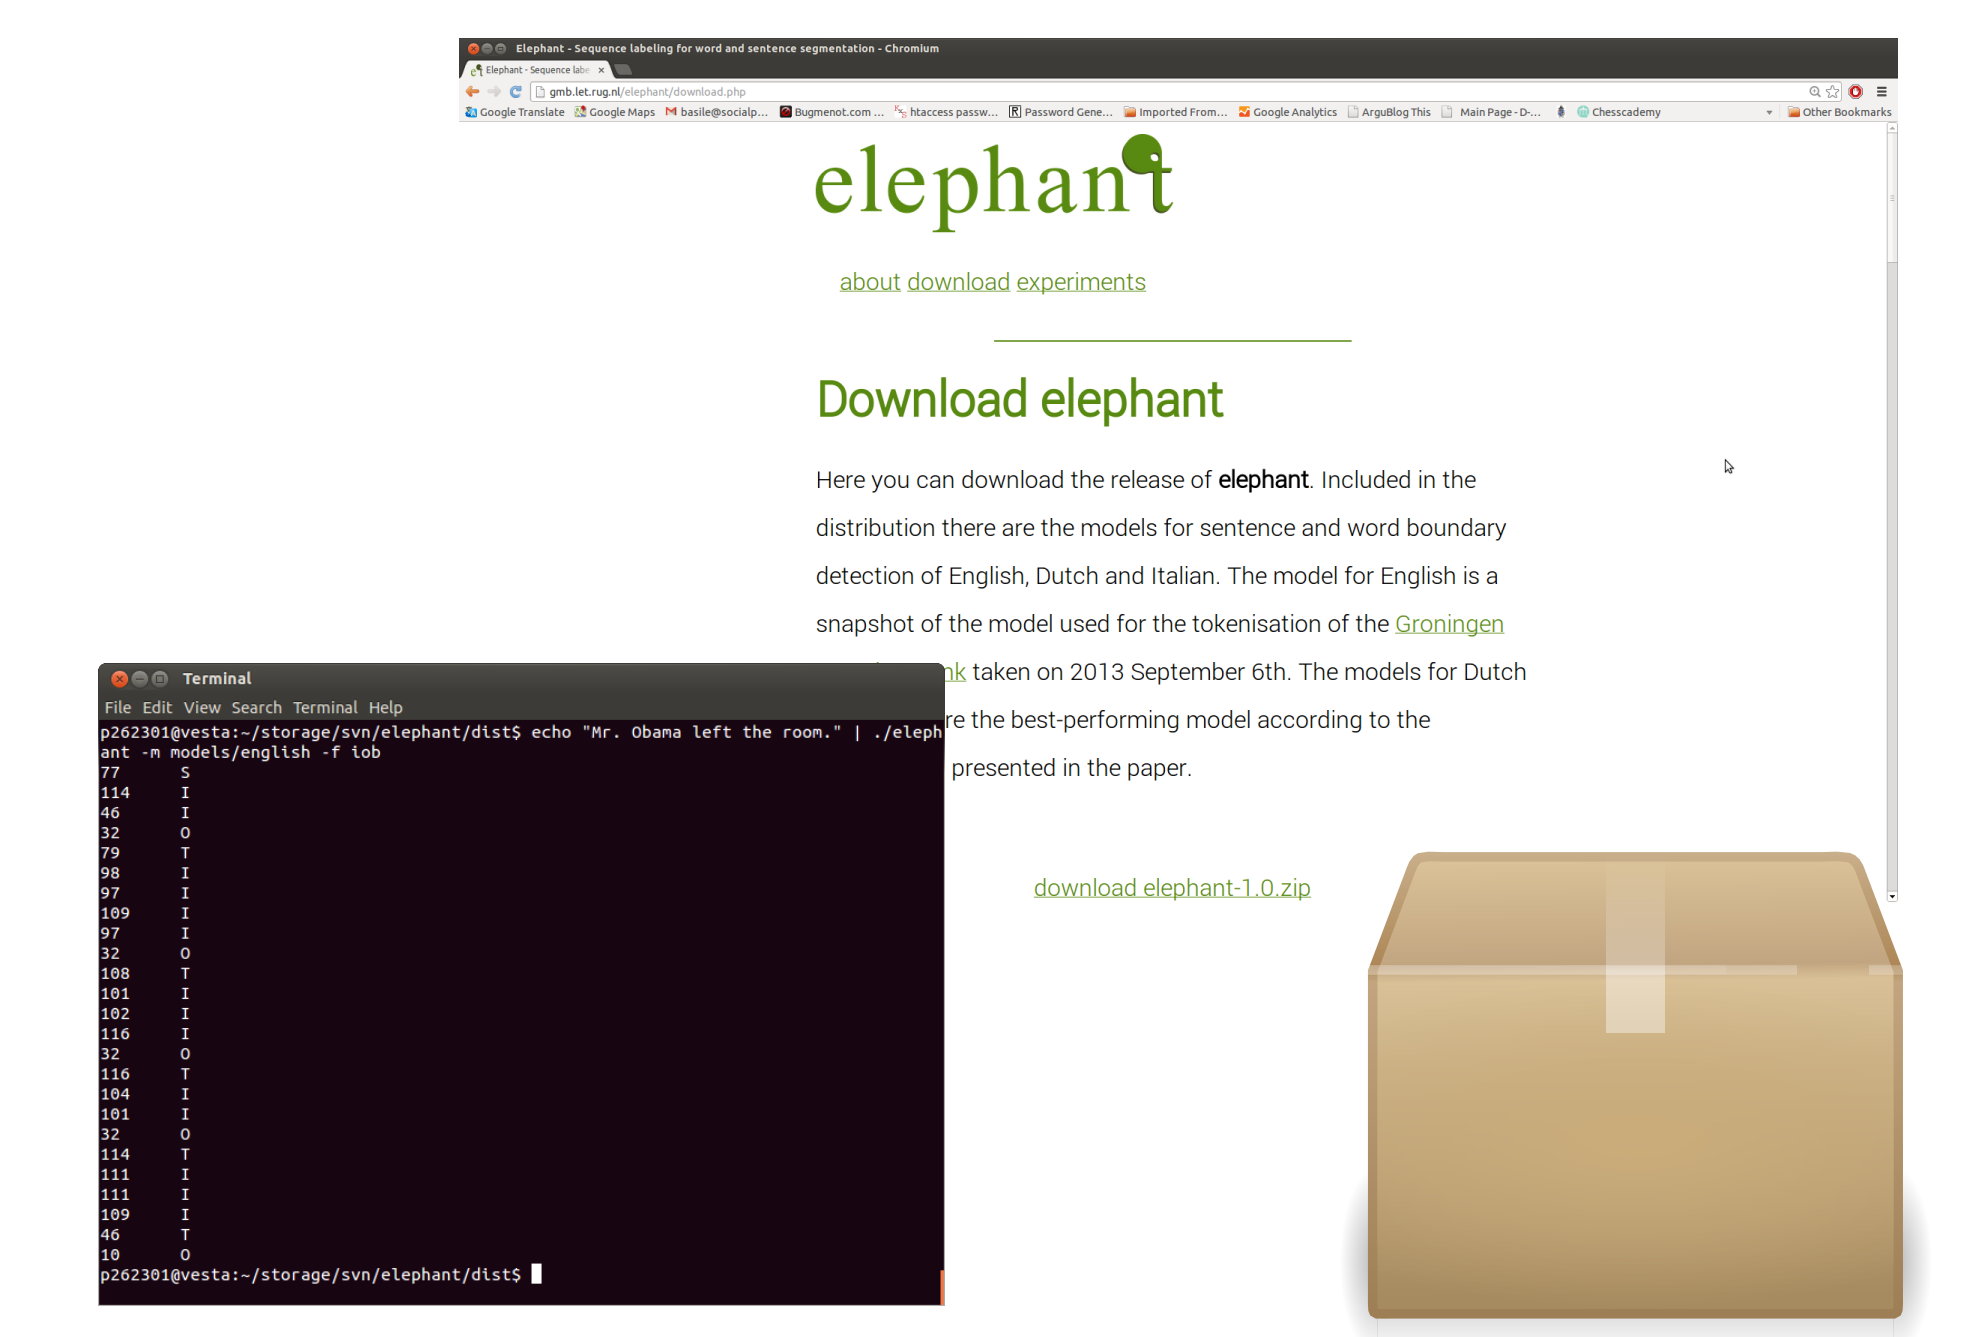 Elephant - Sequence labeling for word and sentence segmentation - Chromium
Elephant - Sequence labe
gmb.let.rug.nl/elephant/download.php
Google Translate Google Maps basile@socialp... Bugmenot.com ... htaccess passw... Password Gene... Imported From... Google Analytics ArguBlog This Main Page - D-... Chesscademy Other Bookmarks
elephant
about download experiments
Download elephant
Here you can download the release of elephant. Included in the
distribution there are the models for sentence and word boundary
detection of English, Dutch and Italian. The model for English is a
snapshot of the model used for the tokenisation of the Groningen
nk taken on 2013 September 6th. The models for Dutch
re the best-performing model according to the
presented in the paper.
download elephant-1.0.zip
Terminal
File Edit View Search Terminal Help
p262301@vesta:~/storage/svn/elephant/dist$ echo "Mr. Obama left the room." | ./eleph
ant -m models/english -f iob
77 S
114 I
46 I
32 O
79 T
98 I
97 I
109 I
97 I
32 O
108 T
101 I
102 I
116 I
32 O
116 T
104 I
101 I
32 O
114 T
111 I
111 I
109 I
46 T
10 O
p262301@vesta:~/storage/svn/elephant/dist$